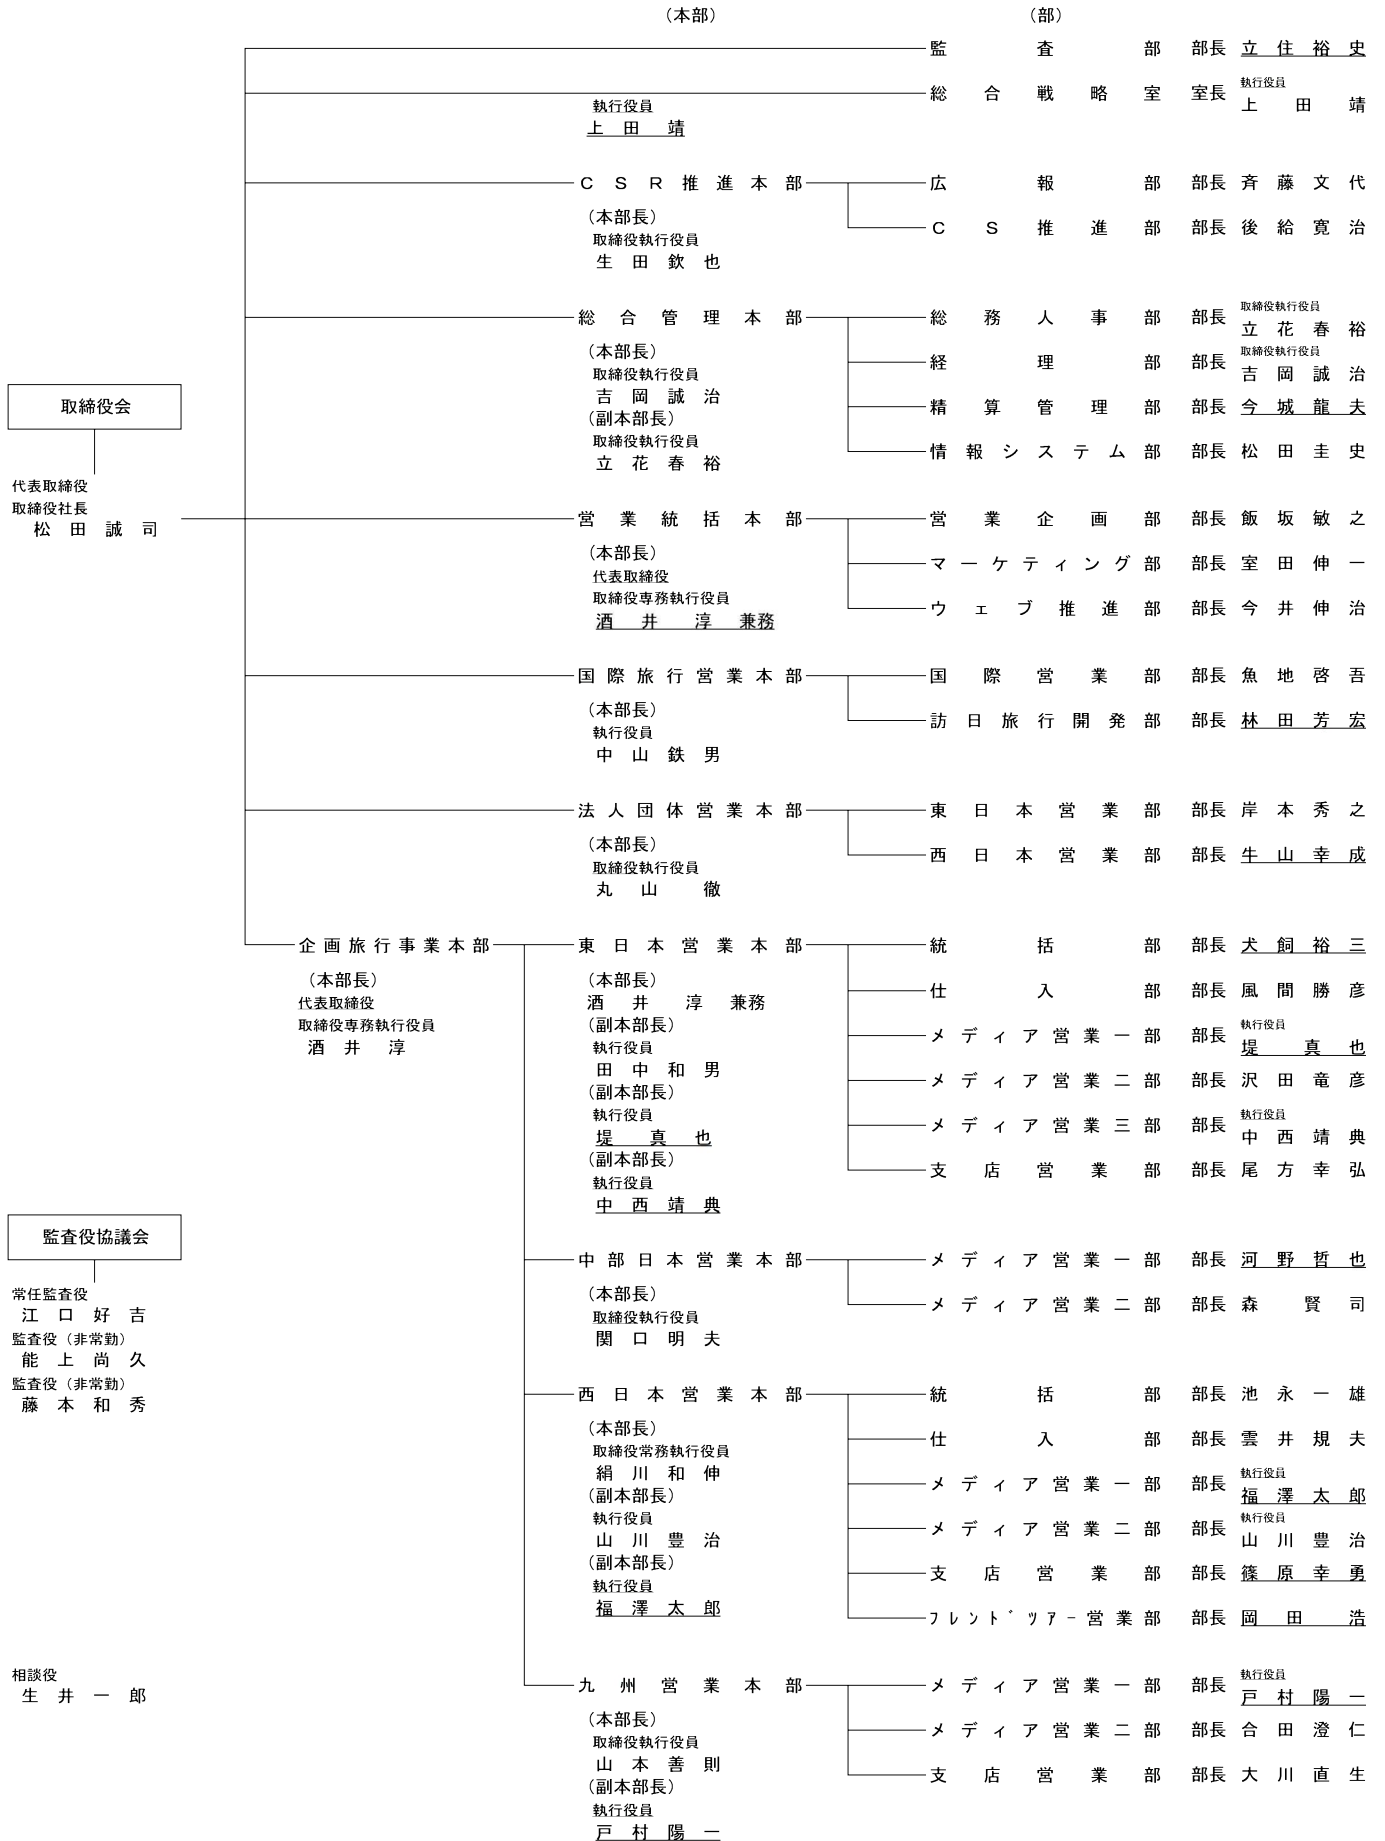 （本部）　（部）
監査部　部長　立住裕史
総合戦略室　室長　執行役員　上田靖
執行役員
上田　靖
ＣＳＲ推進本部　広報部　部長　斉藤文代
（本部長）
取締役執行役員
生田欽也
ＣＳ推進部　部長　後給寛治
総合管理本部　総務人事部　部長　取締役執行役員　立花春裕
（本部長）
取締役執行役員
吉岡誠治
（副本部長）
取締役執行役員
立花春裕
経理部　部長　取締役執行役員　吉岡誠治
精算管理部　部長　今城龍夫
情報システム部　部長　松田圭史
取締役会
代表取締役
取締役社長
松田誠司
営業統括本部　営業企画部　部長　飯坂敏之
（本部長）
代表取締役
取締役専務執行役員
酒井　淳　兼務
マーケティング部　部長　室田伸一
ウェブ推進部　部長　今井伸治
国際旅行営業本部　国際営業部　部長　魚地啓吾
（本部長）
執行役員
中山鉄男
訪日旅行開発部　部長　林田芳宏
法人団体営業本部　東日本営業部　部長　岸本秀之
（本部長）
取締役執行役員
丸山　徹
西日本営業部　部長　牛山幸成
企画旅行事業本部
（本部長）
代表取締役
取締役専務執行役員
酒井　淳
東日本営業本部　統括部　部長　犬飼裕三
（本部長）
酒井　淳　兼務
（副本部長）
執行役員
田中和男
（副本部長）
執行役員
堤　真也
（副本部長）
執行役員
中西靖典
仕入部　部長　風間勝彦
メディア営業一部　部長　執行役員　堤　真也
メディア営業二部　部長　沢田竜彦
メディア営業三部　部長　執行役員　中西靖典
支店営業部　部長　尾方幸弘
監査役協議会
常任監査役
江口好吉
監査役（非常勤）
能上尚久
監査役（非常勤）
藤本和秀
中部日本営業本部　メディア営業一部　部長　河野哲也
（本部長）
取締役執行役員
関口明夫
メディア営業二部　部長　森　賢司
西日本営業本部　統括部　部長　池永一雄
（本部長）
取締役常務執行役員
絹川和伸
（副本部長）
執行役員
山川豊治
（副本部長）
執行役員
福澤太郎
仕入部　部長　雲井規夫
メディア営業一部　部長　執行役員　福澤太郎
メディア営業二部　部長　執行役員　山川豊治
支店営業部　部長　篠原幸勇
ﾌﾚﾝﾄﾞﾂｱｰ営業部　部長　岡田　浩
相談役
生井一郎
九州営業本部　メディア営業一部　部長　執行役員　戸村陽一
（本部長）
取締役執行役員
山本善則
（副本部長）
執行役員
戸村陽一
メディア営業二部　部長　合田澄仁
支店営業部　部長　大川直生